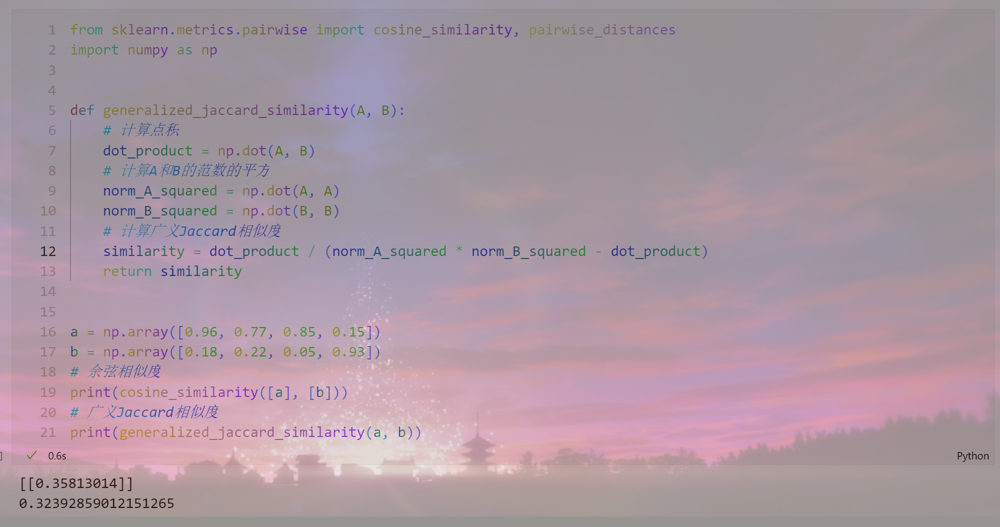 1 from sklearn.metrics.pairwise import cosine_similarity, pairwise_distances
2 import numpy as np
3
4
5 def generalized_jaccard_similarity(A, B):
6     # 计算点积
7     dot_product = np.dot(A, B)
8     # 计算A和B的范数的平方
9     norm_A_squared = np.dot(A, A)
10     norm_B_squared = np.dot(B, B)
11     # 计算广义Jaccard相似度
12     similarity = dot_product / (norm_A_squared * norm_B_squared - dot_product)
13     return similarity
14
15
16 a = np.array([0.96, 0.77, 0.85, 0.15])
17 b = np.array([0.18, 0.22, 0.05, 0.93])
18 # 余弦相似度
19 print(cosine_similarity([a], [b]))
20 # 广义Jaccard相似度
21 print(generalized_jaccard_similarity(a, b))
] ✓ 0.6s Python
[[0.35813014]]
0.32392859012151265